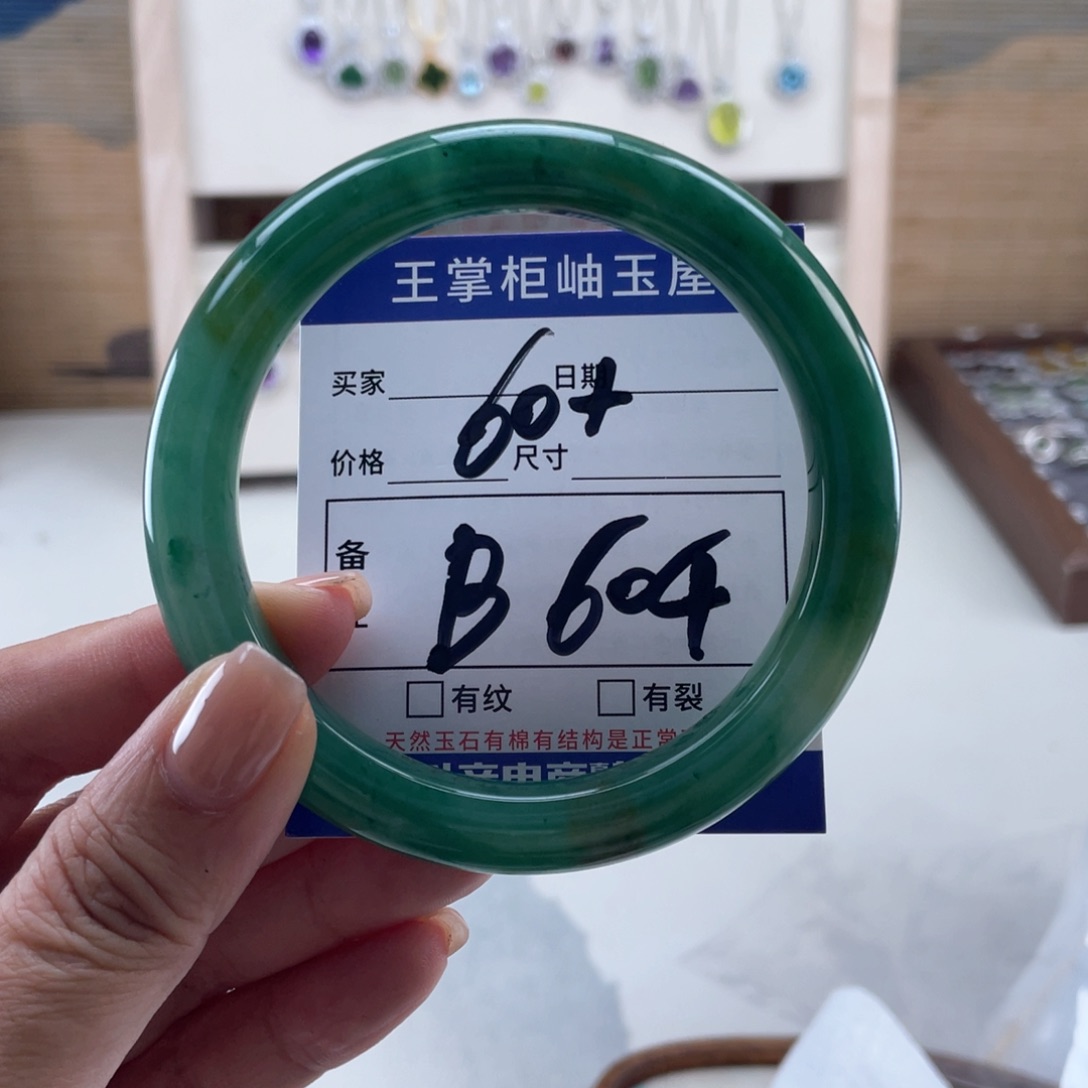 王掌柜岫玉屋
买家 日期
60+
价格 尺寸
备
B 604
有纹 有裂
天然玉石有棉有结构是正常